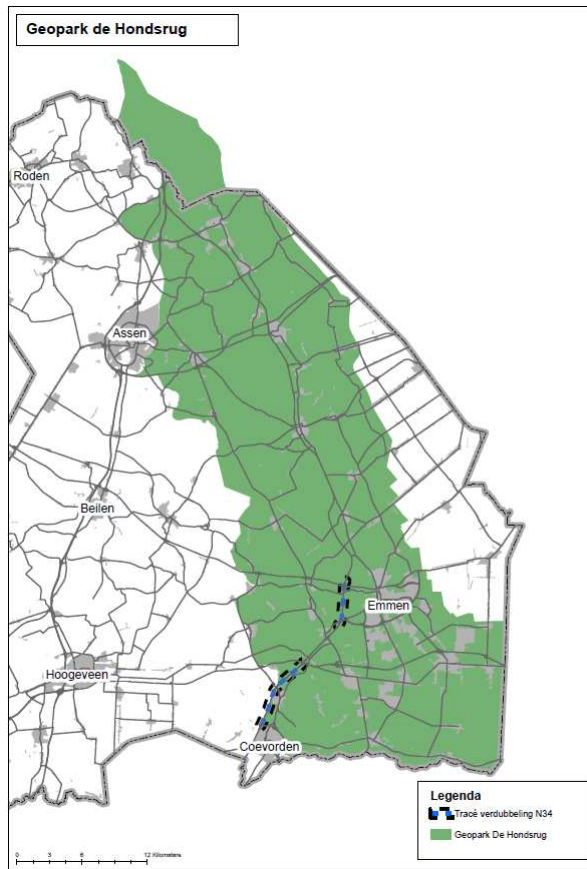 Geopark de Hondsrug
Roden
Assen
Beilen
Emmen
Hoogeveen
Coevorden
Legenda
Tracé verdubbeling N34
Geopark De Hondsrug
0 3 6 12 Kilometers